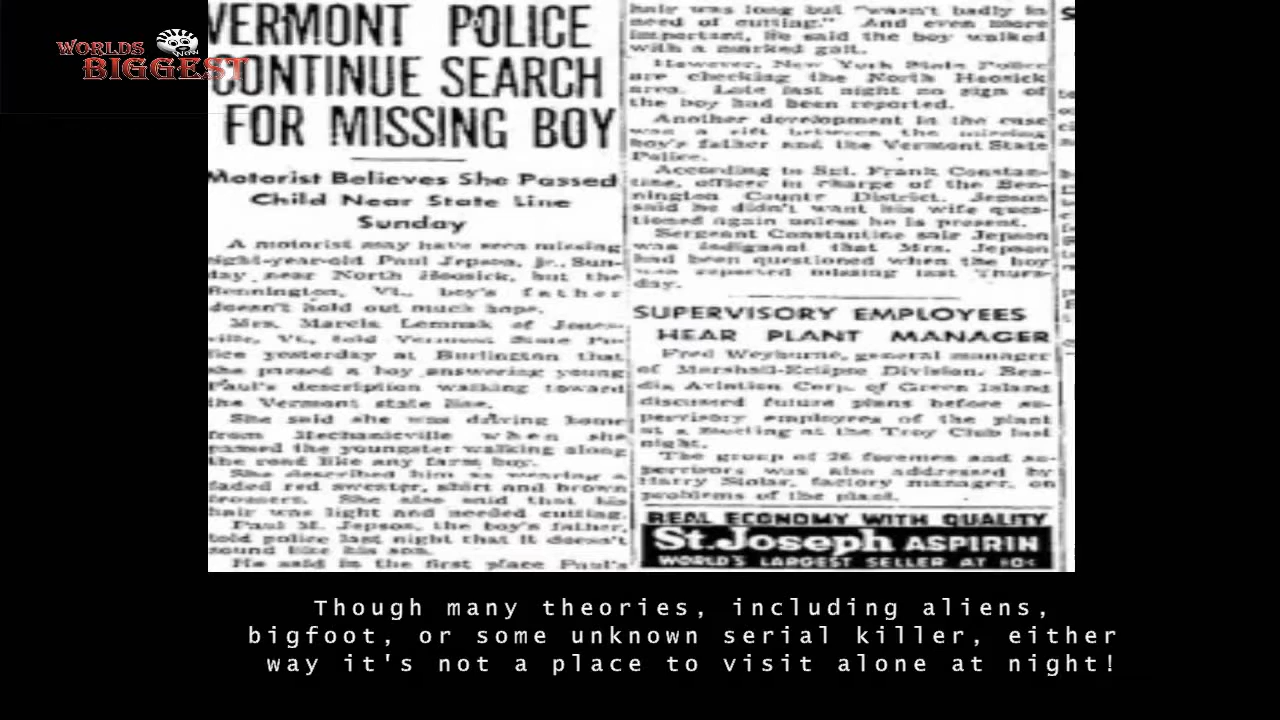 WORLDS
NOW
BIGGEST
VERMONT POLICE
CONTINUE SEARCH
FOR MISSING BOY
Motorist Believes She Passed
Child Near State Line
Sunday
A motorist may have seen missing
eight-year-old Paul Jepson, jr., Sun-
day near North Hoosick, but the
Bennington, Vt., boy's father
doesn't hold out much hope.
Mrs. Marcia of
ville, Vt., told Vermont State Po-
lice yesterday at Burlington that
she passed a boy answering young
Paul's description walking toward
the Vermont state line.
She said she was driving home
from Mechanicville when she
passed the youngster walking along
the road like any farm boy.
She described him as wearing a
faded red sweater, shirt and brown
trousers. She also said that his
hair was light and needed cutting.
Paul M. Jepson, the boy's father,
told police last night that it doesn't
sound like his son.
He said in the first place Paul's
hair was long but "wasn't badly in
need of cutting." And even more
important, He said the boy walked
with a marked gait.
However, New York State Police
are checking the North Hoosick
area. Late last night no sign of
the boy had been reported.
Another development in the case
was a rift between the missing
boy's father and the Vermont State
Police.
According to Sgt. Frank Constan-
tine, officer in charge of the Ben-
nington County District, Jepson
said he didn't want his wife ques-
tioned again unless he is present.
Sergeant Constantine said Jepson
was indignant that Mrs. Jepson
had been questioned when the boy
was reported missing last Thurs-
day.
SUPERVISORY EMPLOYEES
HEAR PLANT MANAGER
Fred Weyburne, general manager
of Marshall-Eclipse Division, Ben-
dix Aviation Corp. of Green Island
discussed future plans before su-
pervisory employees of the plant
at a meeting at the Troy Club last
night.
The group of 26 foremen and su-
pervisors was also addressed by
Harry factory manager, on
problems of the plant.
REAL ECONOMY WITH QUALITY
St. Joseph ASPIRIN
WORLD'S LARGEST SELLER AT 10¢
Though many theories, including aliens,
bigfoot, or some unknown serial killer, either
way it's not a place to visit alone at night!